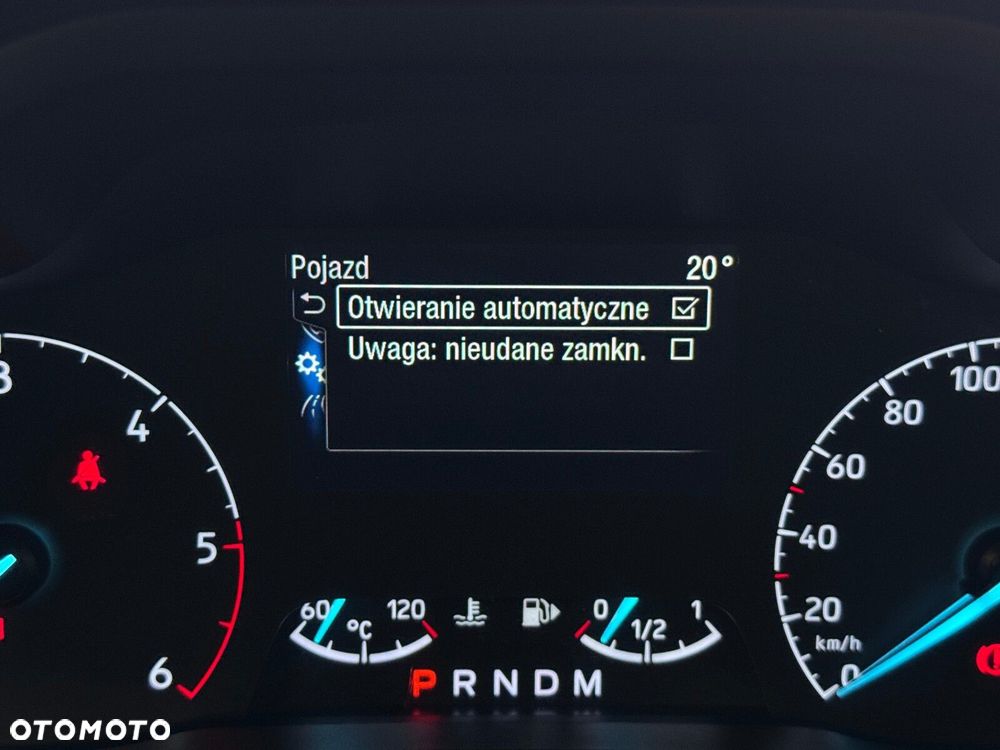 Pojazd 20°
Otwieranie automatyczne
Uwaga: nieudane zamkn.
3
4
5
6
100
80
60
40
20
km/h
0
60 120
°C
0 1/2 1
P R N D M
OTOMOTO